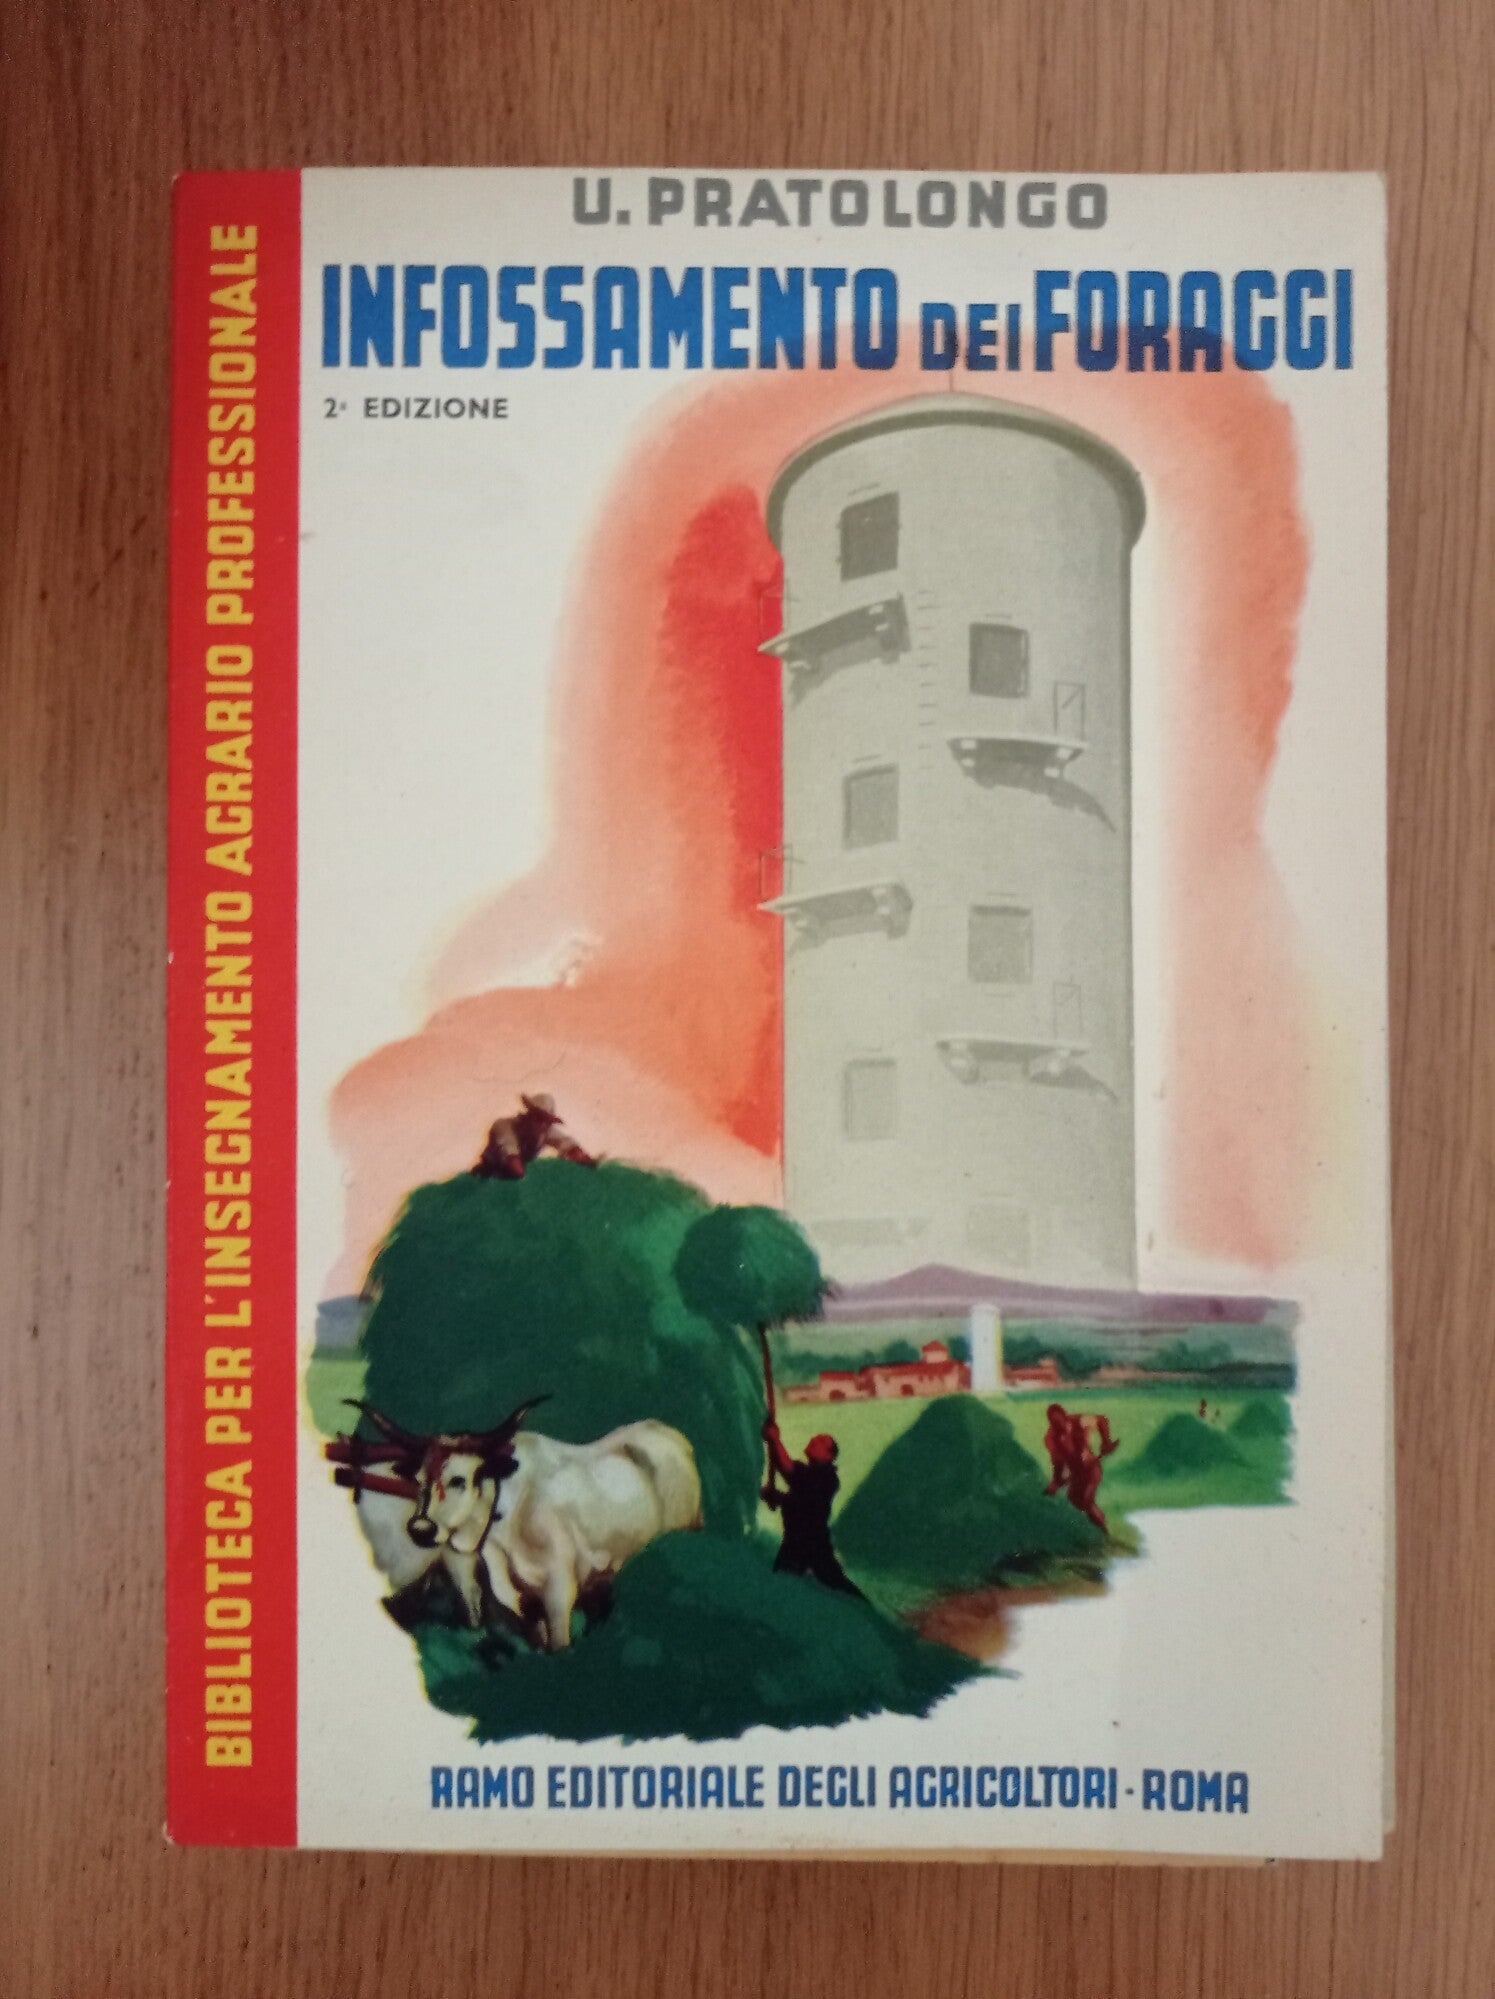 U. PRATOLONGO
INFOSSAMENTO DEI FORAGGI
2ª EDIZIONE
BIBLIOTECA PER L'INSEGNAMENTO AGRARIO PROFESSIONALE
RAMO EDITORIALE DEGLI AGRICOLTORI - ROMA